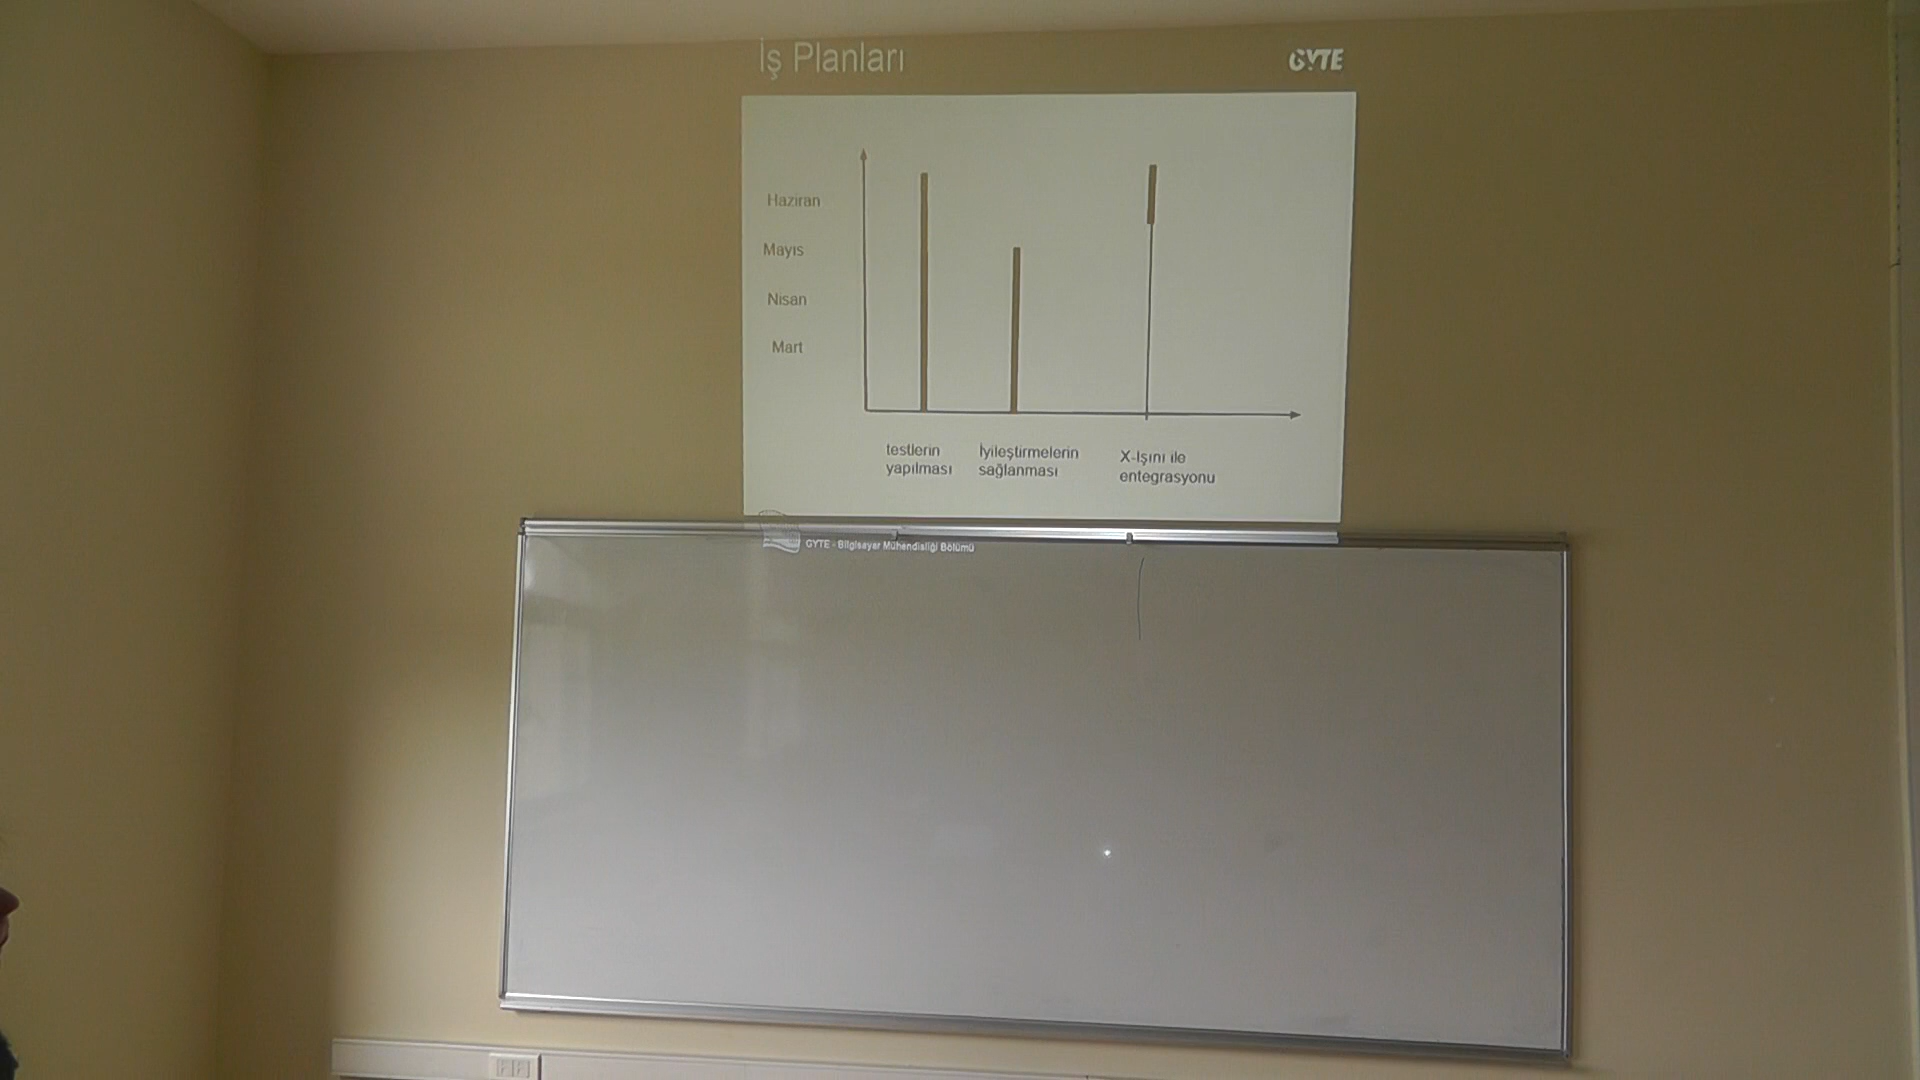 İş Planları
GYTE
Haziran
Mayıs
Nisan
Mart
testlerin
yapılması
İyileştirmelerin
sağlanması
X-Işını ile
entegrasyonu
GYTE - Bilgisayar Mühendisliği Bölümü